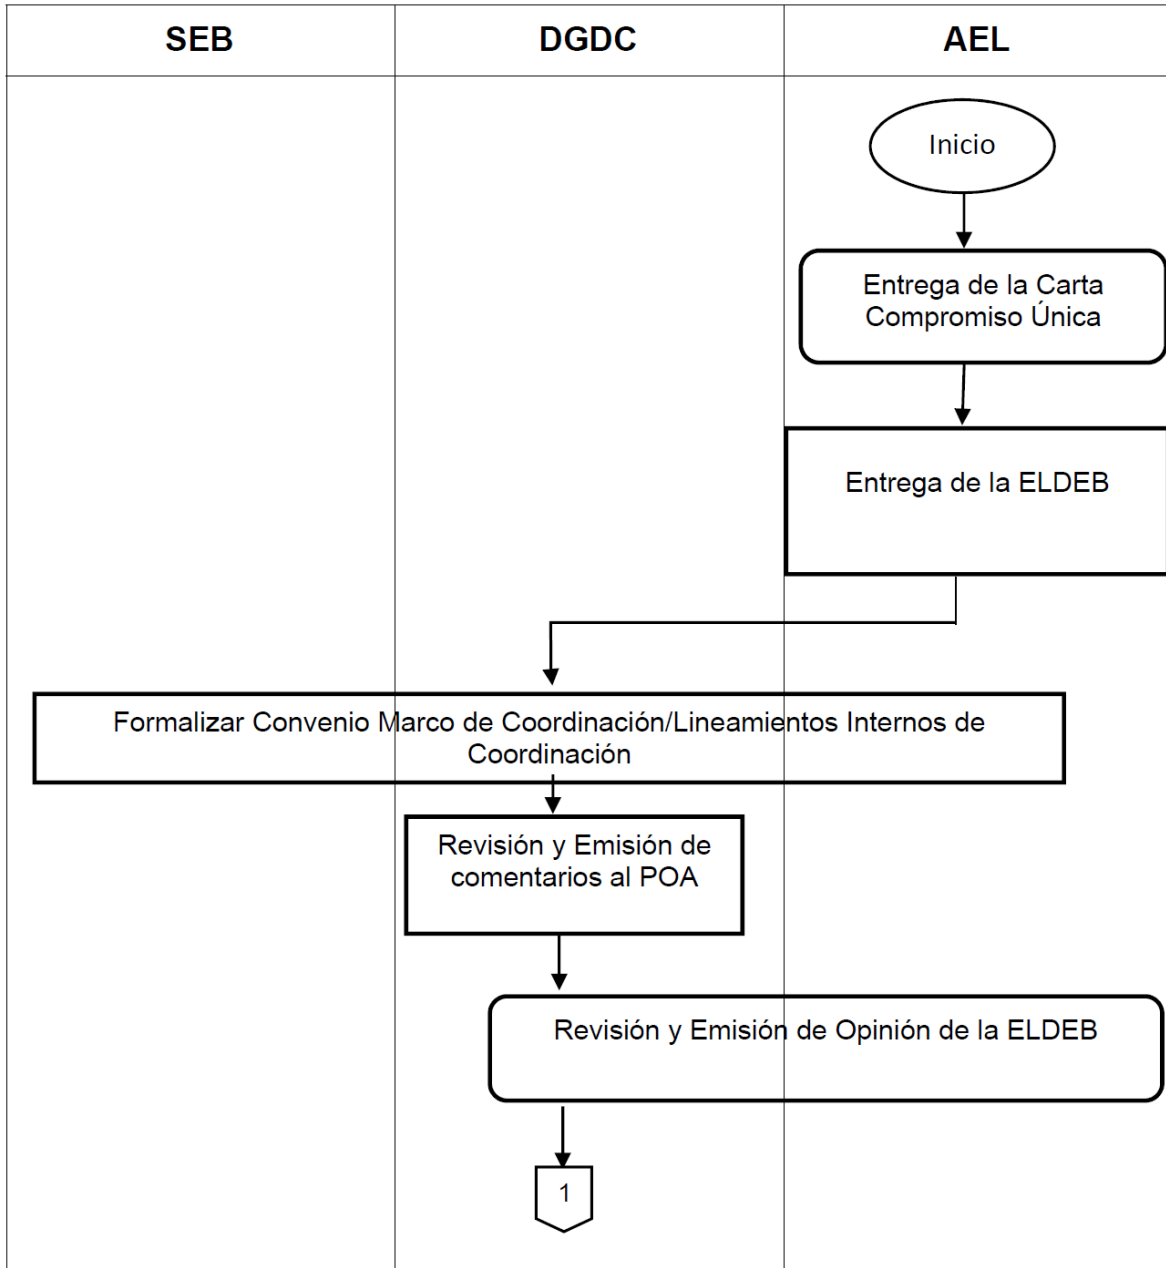 SEB
DGDC
AEL
Inicio
Entrega de la Carta
Compromiso Única
Entrega de la ELDEB
Formalizar Convenio Marco de Coordinación/Lineamientos Internos de
Coordinación
Revisión y Emisión de
comentarios al POA
Revisión y Emisión de Opinión de la ELDEB
1